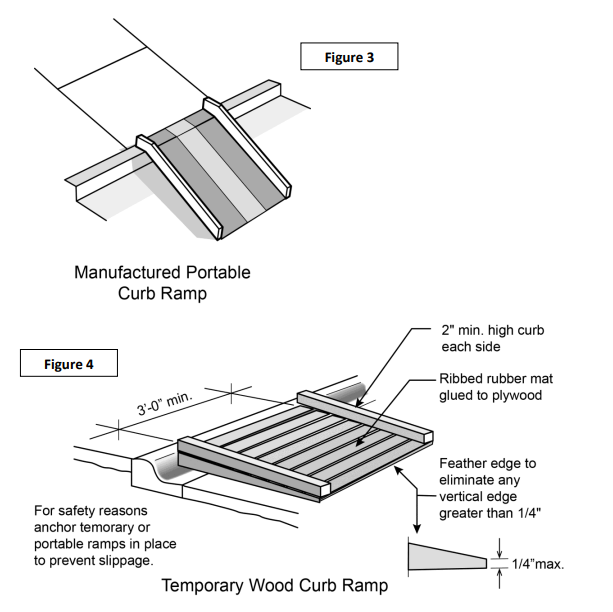 Figure 3
Manufactured Portable
Curb Ramp
Figure 4
3'-0" min.
2" min. high curb
each side
Ribbed rubber mat
glued to plywood
Feather edge to
eliminate any
vertical edge
greater than 1/4"
1/4"max.
For safety reasons
anchor temorary or
portable ramps in place
to prevent slippage.
Temporary Wood Curb Ramp